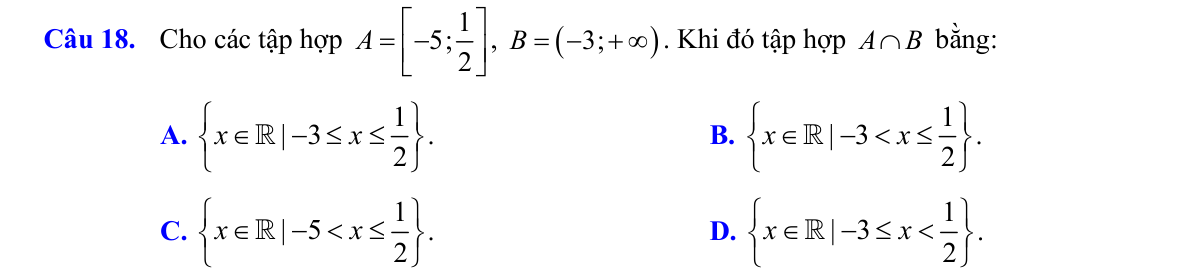 Câu 18. Cho các tập hợp A = [−5; 1/2], B = (−3; +∞). Khi đó tập hợp A ∩ B bằng:
A. {x ∈ ℝ | −3 ≤ x ≤ 1/2}. B. {x ∈ ℝ | −3 < x ≤ 1/2}.
C. {x ∈ ℝ | −5 < x ≤ 1/2}. D. {x ∈ ℝ | −3 ≤ x < 1/2}.